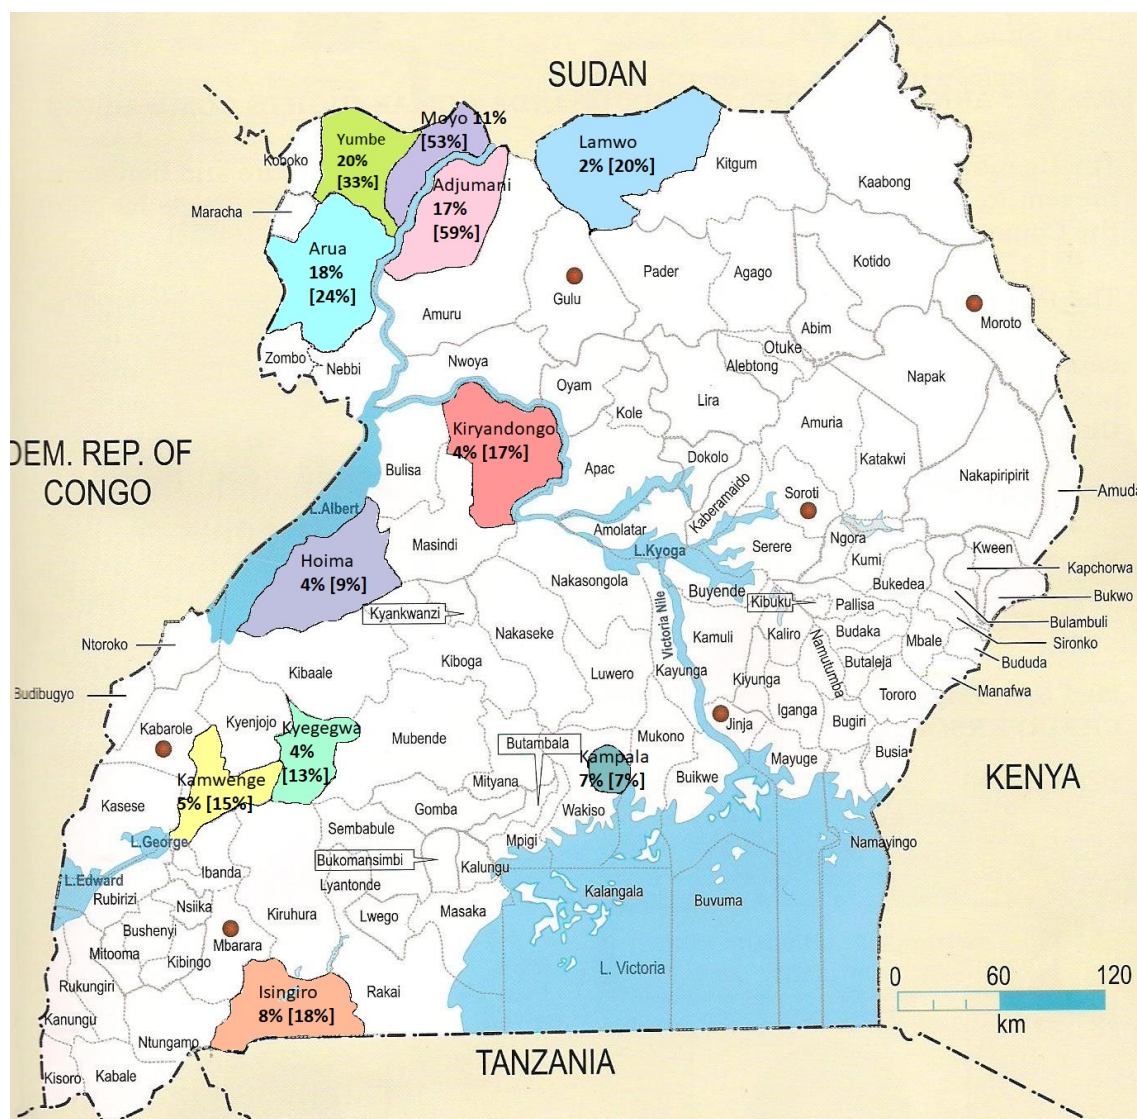 SUDAN
Moyo 11%
[53%]
Yumbe
20%
[33%]
Lamwo
2% [20%]
Koboko
Kitgum
Kaabong
Adjumani
17%
[59%]
Maracha
Arua
18%
[24%]
Kotido
Pader
Agago
Gulu
Amuru
Moroto
Abim
Otuke
Zombo
Nebbi
Nwoya
Alebtong
Napak
Oyam
Lira
Kole
Kiryandongo
4% [17%]
Amuria
DEM. REP. OF
CONGO
Bulisa
Apac
Dokolo
Katakwi
Nakapiripirit
Amuda
Kaberamaido
Soroti
L.Albert
Amolatar
Masindi
L.Kyoga
Serere
Ngora
Kumi
Kween
Hoima
4% [9%]
Kapchorwa
Nakasongola
Bukedea
Buyende
Kibuku
Pallisa
Bukwo
Kyankwanzi
Bulambuli
Nakaseke
Victoria Nile
Kamuli
Kaliro
Namutumba
Budaka
Mbale
Sironko
Ntoroko
Kiboga
Butaleja
Bududa
Kibaale
Luwero
Kayunga
Kiyunga
Manafwa
Budibugyo
Tororo
Kabarole
Kyenjojo
Kyegegwa
4%
[13%]
Mubende
Butambala
Mukono
Jinja
Iganga
Bugiri
Busia
Kampala
7% [7%]
Mayuge
Kamwenge
5% [15%]
Mityana
Buikwe
KENYA
Kasese
Gomba
Wakiso
Sembabule
Mpigi
L.George
Namayingo
Bukomansimbi
Kalungu
Ibanda
L.Edward
Lyantonde
Kalangala
Rubirizi
Nsiika
Kiruhura
Buvuma
Masaka
Lwego
Bushenyi
Mbarara
Mitooma
Kibingo
L. Victoria
Rukungiri
Isingiro
8% [18%]
Rakai
0 60 120
km
Kanungu
Ntungamo
TANZANIA
Kisoro
Kabale